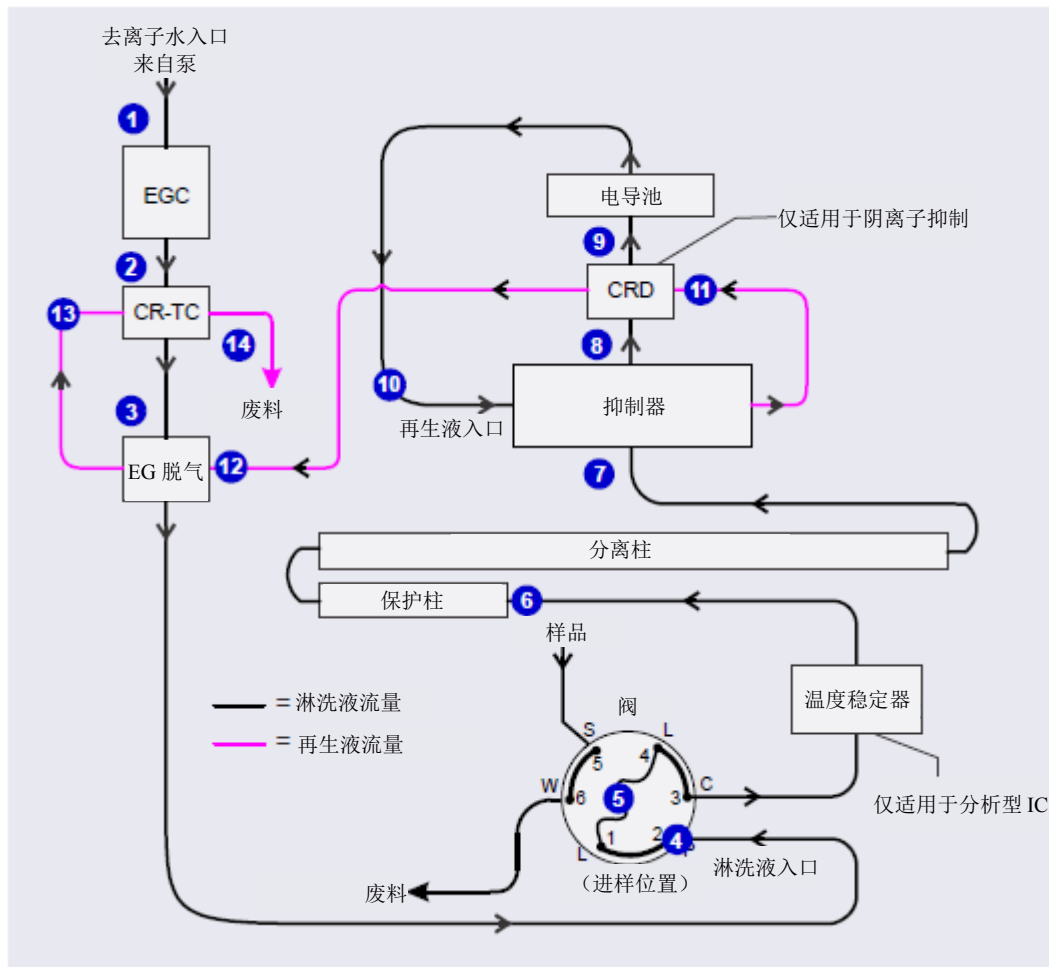 去离子水入口
来自泵
1
EGC
2
CR-TC
13
14
废料
3
EG 脱气
12
电导池
仅适用于阴离子抑制
9
CRD
11
8
10
再生液入口
抑制器
7
分离柱
保护柱
6
样品
温度稳定器
= 淋洗液流量
= 再生液流量
阀
S
L
5
4
W
C
6
5
3
1
2
4
P
L
仅适用于分析型 IC
淋洗液入口
（进样位置）
废料